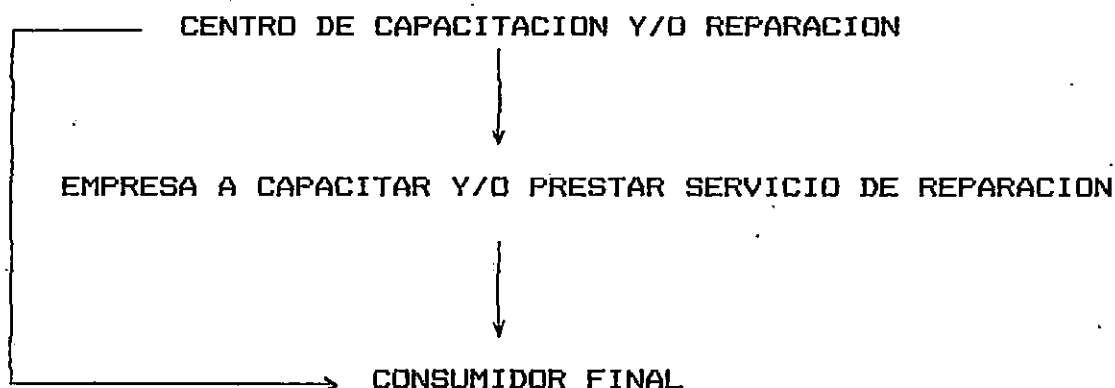 CENTRO DE CAPACITACION Y/O REPARACION
EMPRESA A CAPACITAR Y/O PRESTAR SERVICIO DE REPARACION
CONSUMIDOR FINAL